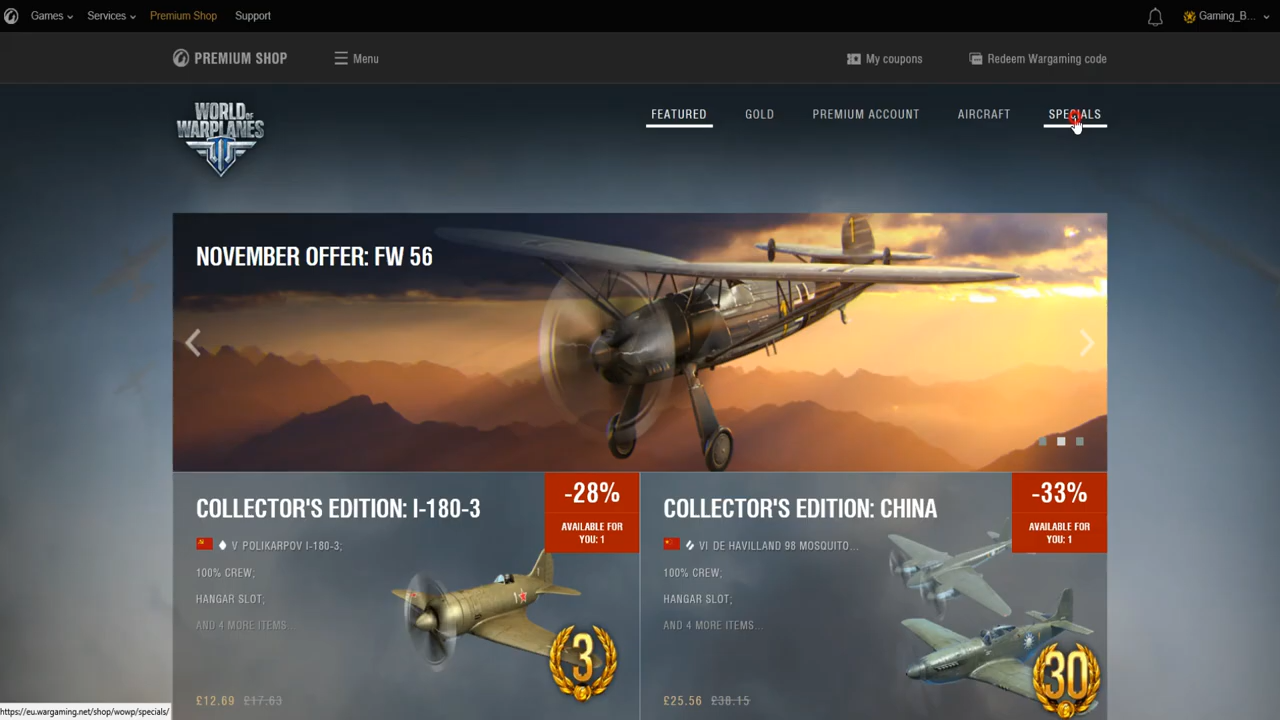 Games Services Premium Shop Support Gaming_B...
PREMIUM SHOP Menu My coupons Redeem Wargaming code
WORLD OF WARPLANES
FEATURED GOLD PREMIUM ACCOUNT AIRCRAFT SPECIALS
NOVEMBER OFFER: FW 56
COLLECTOR'S EDITION: I-180-3
-28%
AVAILABLE FOR
YOU: 1
V POLIKARPOV I-180-3;
100% CREW;
HANGAR SLOT;
AND 4 MORE ITEMS...
3
£12.69 £17.63
COLLECTOR'S EDITION: CHINA
-33%
AVAILABLE FOR
YOU: 1
VI DE HAVILLAND 98 MOSQUITO...
100% CREW;
HANGAR SLOT;
AND 4 MORE ITEMS...
30
£25.56 £38.15
https://eu.wargaming.net/shop/wowp/specials/